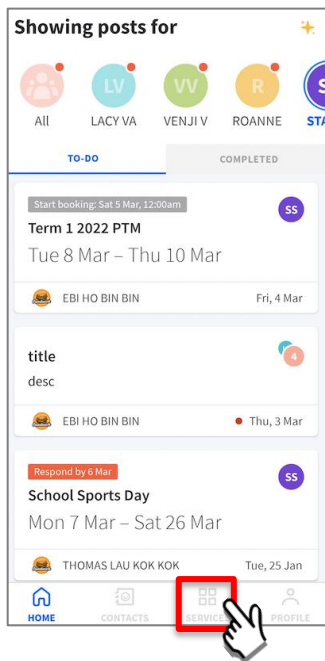 Showing posts for
LV
VV
R
S
All
LACY VA
VENJI V
ROANNE
STA
TO-DO
COMPLETED
Start booking: Sat 5 Mar, 12:00am
SS
Term 1 2022 PTM
Tue 8 Mar – Thu 10 Mar
EBI HO BIN BIN
Fri, 4 Mar
title
4
desc
EBI HO BIN BIN
Thu, 3 Mar
Respond by 6 Mar
SS
School Sports Day
Mon 7 Mar – Sat 26 Mar
THOMAS LAU KOK KOK
Tue, 25 Jan
HOME
CONTACTS
SERVICES
PROFILE